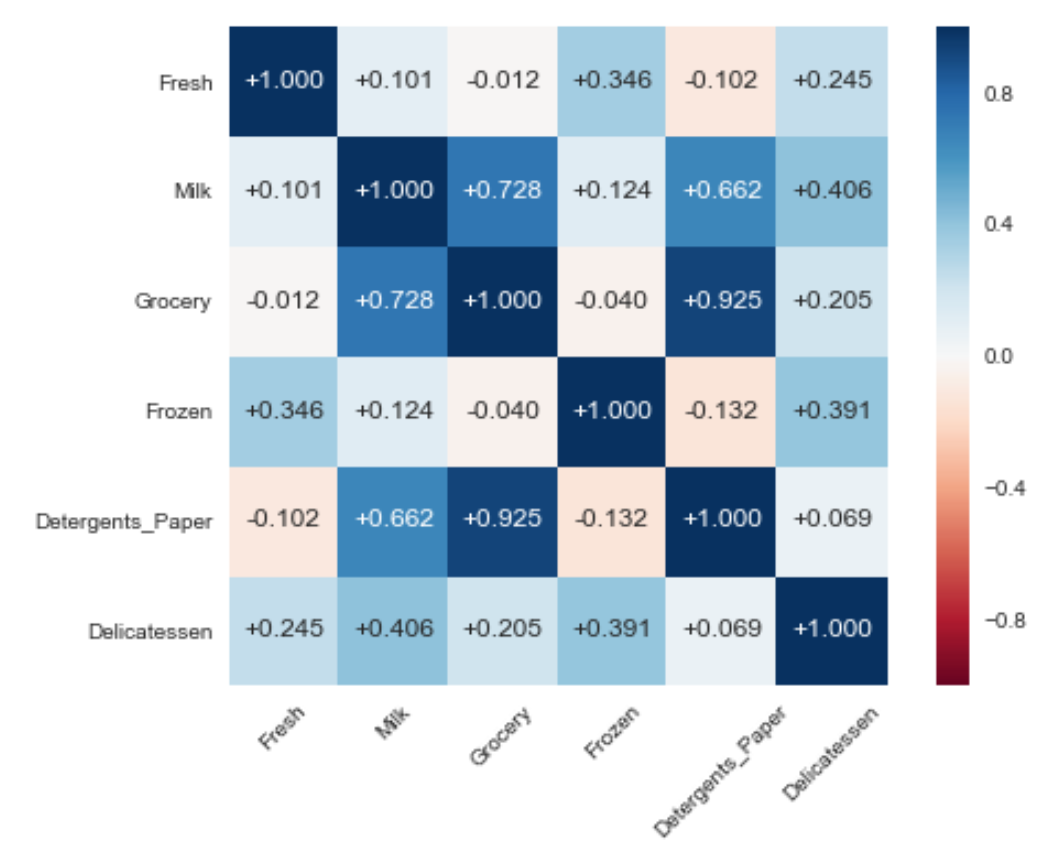 Fresh +1.000 +0.101 -0.012 +0.346 -0.102 +0.245
Milk +0.101 +1.000 +0.728 +0.124 +0.662 +0.406
Grocery -0.012 +0.728 +1.000 -0.040 +0.925 +0.205
Frozen +0.346 +0.124 -0.040 +1.000 -0.132 +0.391
Detergents_Paper -0.102 +0.662 +0.925 -0.132 +1.000 +0.069
Delicatessen +0.245 +0.406 +0.205 +0.391 +0.069 +1.000
Fresh Milk Grocery Frozen Detergents_Paper Delicatessen
0.8
0.4
0.0
−0.4
−0.8